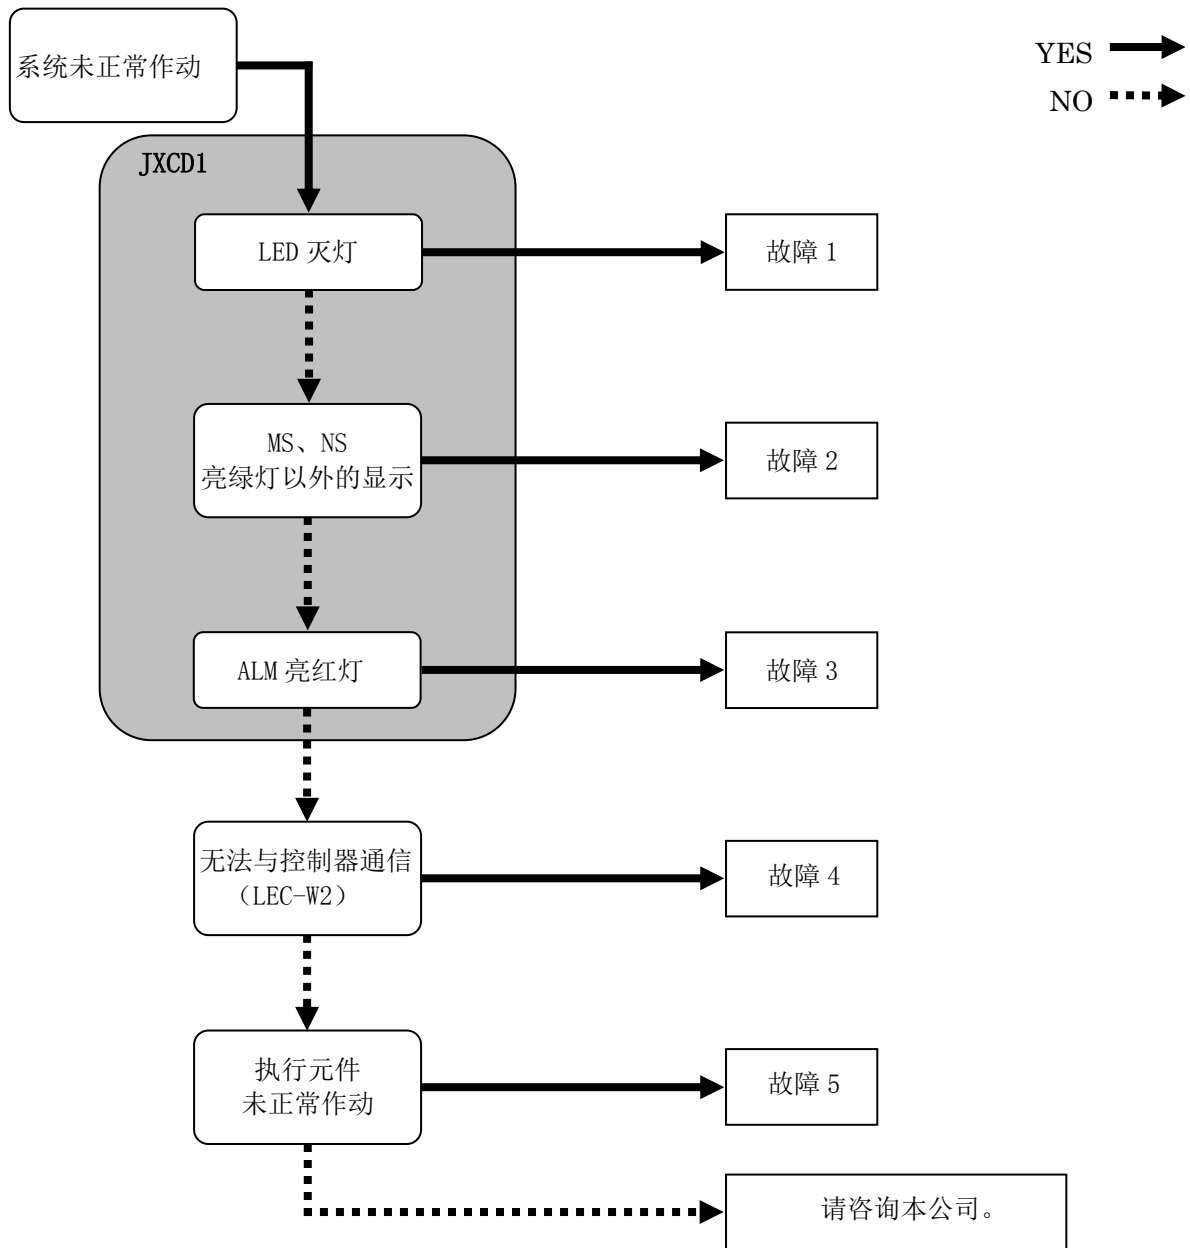 系统未正常作动
YES
NO
JXCD1
LED 灭灯
故障 1
MS、NS
亮绿灯以外的显示
故障 2
ALM 亮红灯
故障 3
无法与控制器通信
（LEC-W2）
故障 4
执行元件
未正常作动
故障 5
请咨询本公司。